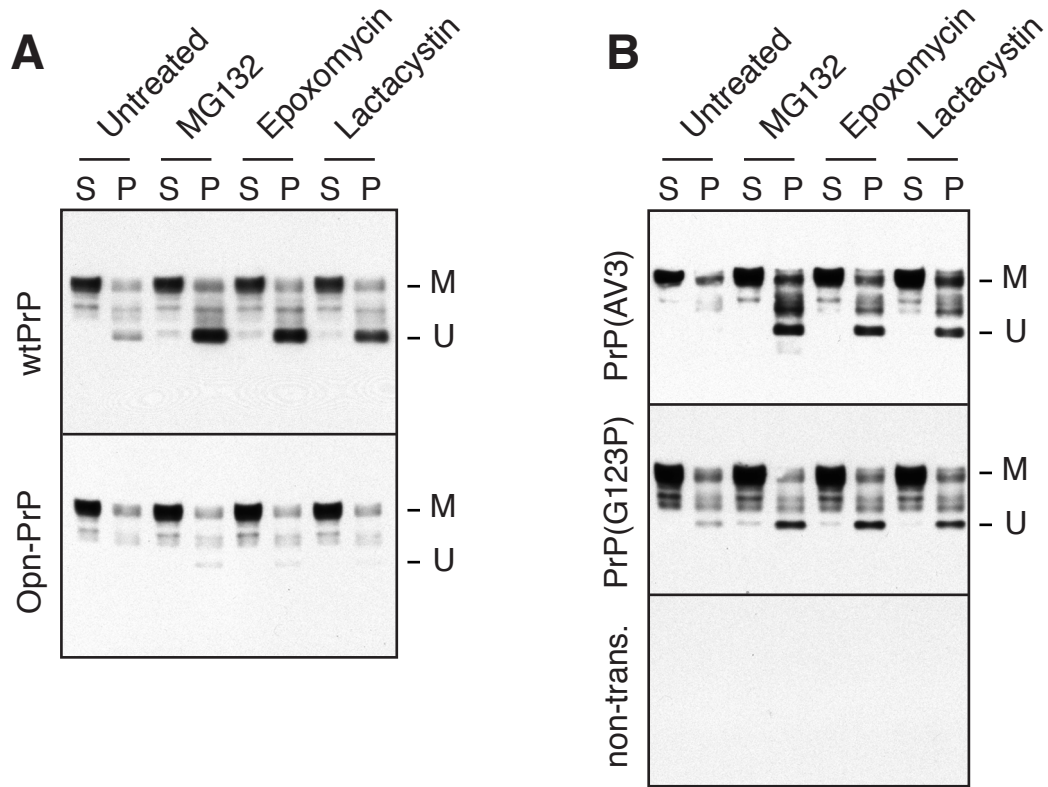 A
Untreated
MG132
Epoxomycin
Lactacystin
S P S P S P S P
wtPrP
– M
– U
Opn-PrP
– M
– U
B
Untreated
MG132
Epoxomycin
Lactacystin
S P S P S P S P
PrP(AV3)
– M
– U
PrP(G123P)
– M
– U
non-trans.